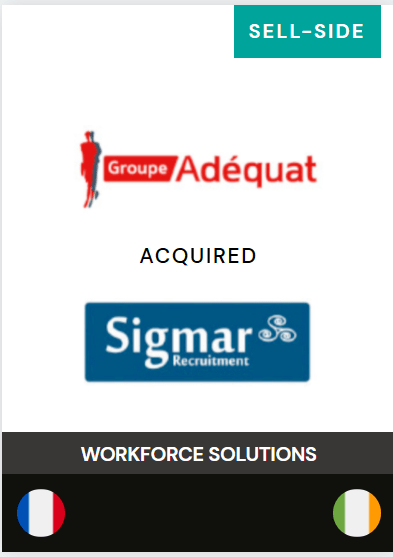 SELL-SIDE
Groupe Adéquat
ACQUIRED
Sigmar
Recruitment
WORKFORCE SOLUTIONS